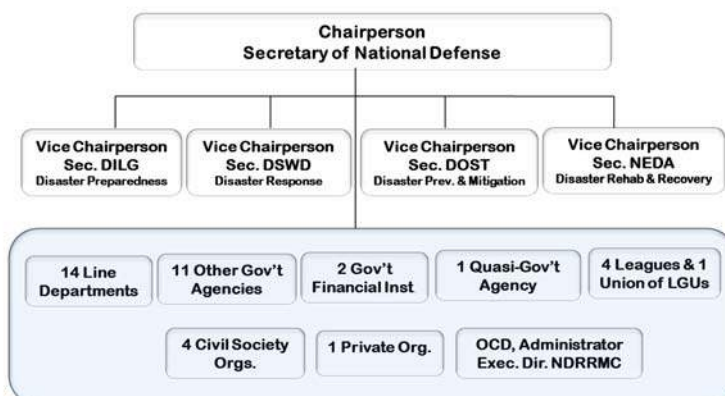 Chairperson
Secretary of National Defense
Vice Chairperson
Sec. DILG
Disaster Preparedness
Vice Chairperson
Sec. DSWD
Disaster Response
Vice Chairperson
Sec. DOST
Disaster Prev. & Mitigation
Vice Chairperson
Sec. NEDA
Disaster Rehab & Recovery
14 Line
Departments
11 Other Gov't
Agencies
2 Gov't
Financial Inst
1 Quasi-Gov't
Agency
4 Leagues & 1
Union of LGUs
4 Civil Society
Orgs.
1 Private Org.
OCD, Administrator
Exec. Dir. NDRRMC